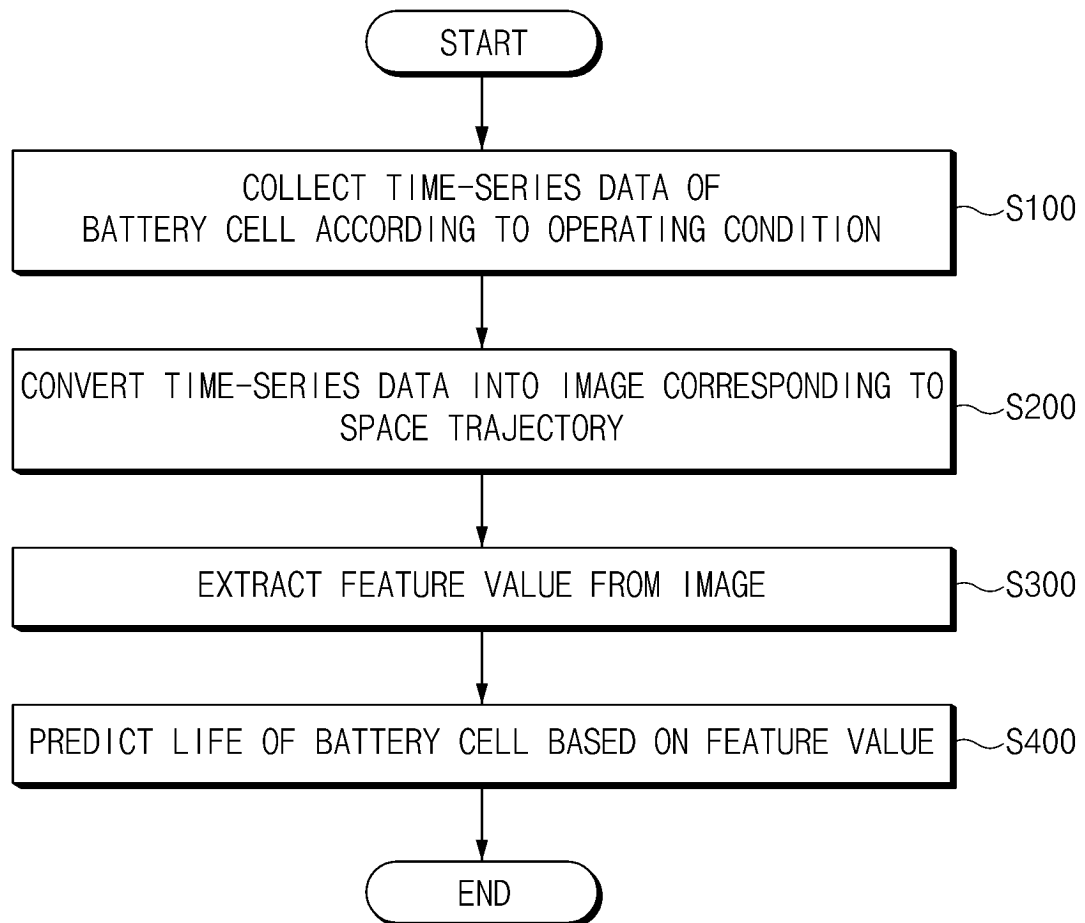 START
COLLECT TIME-SERIES DATA OF
BATTERY CELL ACCORDING TO OPERATING CONDITION
S100
CONVERT TIME-SERIES DATA INTO IMAGE CORRESPONDING TO
SPACE TRAJECTORY
S200
EXTRACT FEATURE VALUE FROM IMAGE
S300
PREDICT LIFE OF BATTERY CELL BASED ON FEATURE VALUE
S400
END